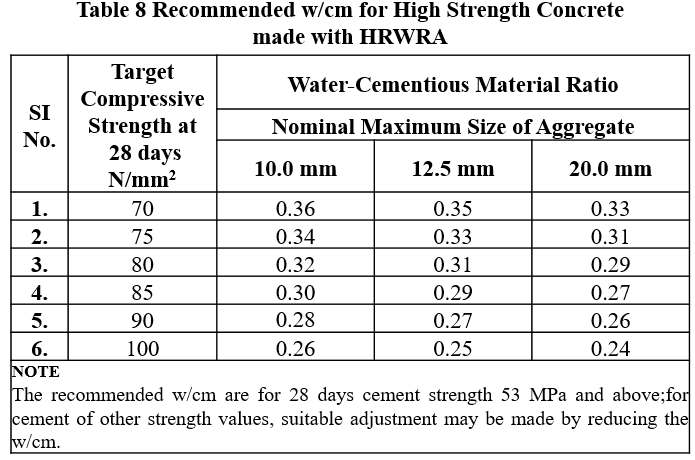 Table 8 Recommended w/cm for High Strength Concrete
made with HRWRA
SI
No.
Target
Compressive
Strength at
28 days
N/mm²
Water-Cementious Material Ratio
Nominal Maximum Size of Aggregate
10.0 mm 12.5 mm 20.0 mm
1. 70 0.36 0.35 0.33
2. 75 0.34 0.33 0.31
3. 80 0.32 0.31 0.29
4. 85 0.30 0.29 0.27
5. 90 0.28 0.27 0.26
6. 100 0.26 0.25 0.24
NOTE
The recommended w/cm are for 28 days cement strength 53 MPa and above;for
cement of other strength values, suitable adjustment may be made by reducing the
w/cm.